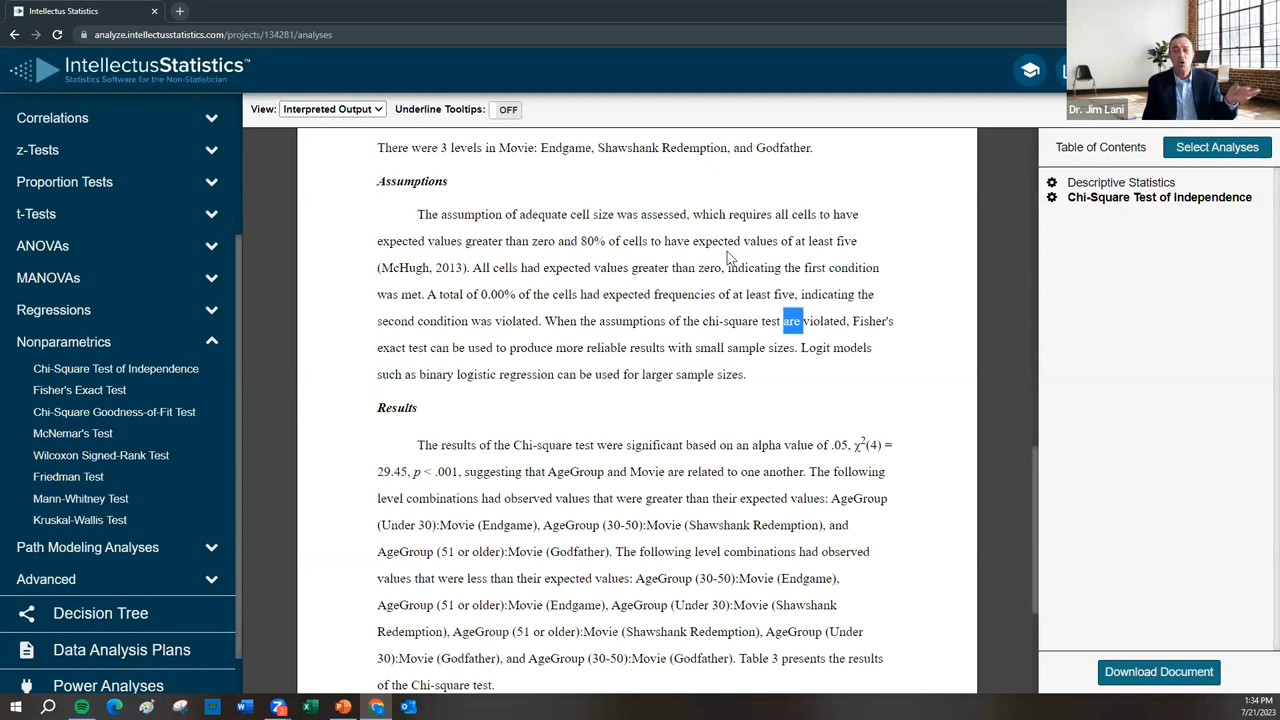 Intellectus Statistics
analyze.intellectusstatistics.com/projects/134281/analyses
IntellectusStatistics™
Statistics Software for the Non-Statistician
Dr. Jim Lani
View: Interpreted Output Underline Tooltips: OFF
Correlations
z-Tests
Proportion Tests
t-Tests
ANOVAs
MANOVAs
Regressions
Nonparametrics
Chi-Square Test of Independence
Fisher's Exact Test
Chi-Square Goodness-of-Fit Test
McNemar's Test
Wilcoxon Signed-Rank Test
Friedman Test
Mann-Whitney Test
Kruskal-Wallis Test
Path Modeling Analyses
Advanced
Decision Tree
Data Analysis Plans
Power Analyses
There were 3 levels in Movie: Endgame, Shawshank Redemption, and Godfather.
Assumptions
The assumption of adequate cell size was assessed, which requires all cells to have
expected values greater than zero and 80% of cells to have expected values of at least five
(McHugh, 2013). All cells had expected values greater than zero, indicating the first condition
was met. A total of 0.00% of the cells had expected frequencies of at least five, indicating the
second condition was violated. When the assumptions of the chi-square test are violated, Fisher's
exact test can be used to produce more reliable results with small sample sizes. Logit models
such as binary logistic regression can be used for larger sample sizes.
Results
The results of the Chi-square test were significant based on an alpha value of .05, χ²(4) =
29.45, p < .001, suggesting that AgeGroup and Movie are related to one another. The following
level combinations had observed values that were greater than their expected values: AgeGroup
(Under 30):Movie (Endgame), AgeGroup (30-50):Movie (Shawshank Redemption), and
AgeGroup (51 or older):Movie (Godfather). The following level combinations had observed
values that were less than their expected values: AgeGroup (30-50):Movie (Endgame),
AgeGroup (51 or older):Movie (Endgame), AgeGroup (Under 30):Movie (Shawshank
Redemption), AgeGroup (51 or older):Movie (Shawshank Redemption), AgeGroup (Under
30):Movie (Godfather), and AgeGroup (30-50):Movie (Godfather). Table 3 presents the results
of the Chi-square test.
Table of Contents Select Analyses
Descriptive Statistics
Chi-Square Test of Independence
Download Document
1:34 PM
7/21/2023